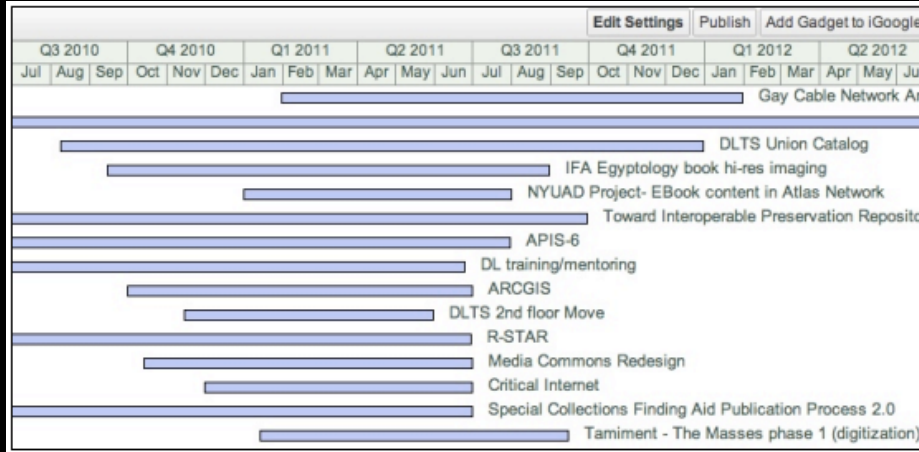 Edit Settings Publish Add Gadget to iGoogle
Q3 2010 Q4 2010 Q1 2011 Q2 2011 Q3 2011 Q4 2011 Q1 2012 Q2 2012
Jul Aug Sep Oct Nov Dec Jan Feb Mar Apr May Jun Jul Aug Sep Oct Nov Dec Jan Feb Mar Apr May Ju
Gay Cable Network Ar
DLTS Union Catalog
IFA Egyptology book hi-res imaging
NYUAD Project- EBook content in Atlas Network
Toward Interoperable Preservation Reposito
APIS-6
DL training/mentoring
ARCGIS
DLTS 2nd floor Move
R-STAR
Media Commons Redesign
Critical Internet
Special Collections Finding Aid Publication Process 2.0
Tamiment - The Masses phase 1 (digitization)